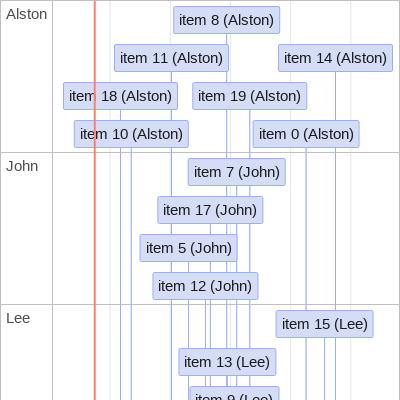 Alston
item 8 (Alston)
item 11 (Alston)
item 14 (Alston)
item 18 (Alston)
item 19 (Alston)
item 10 (Alston)
item 0 (Alston)
John
item 7 (John)
item 17 (John)
item 5 (John)
item 12 (John)
Lee
item 15 (Lee)
item 13 (Lee)
item 9 (Lee)